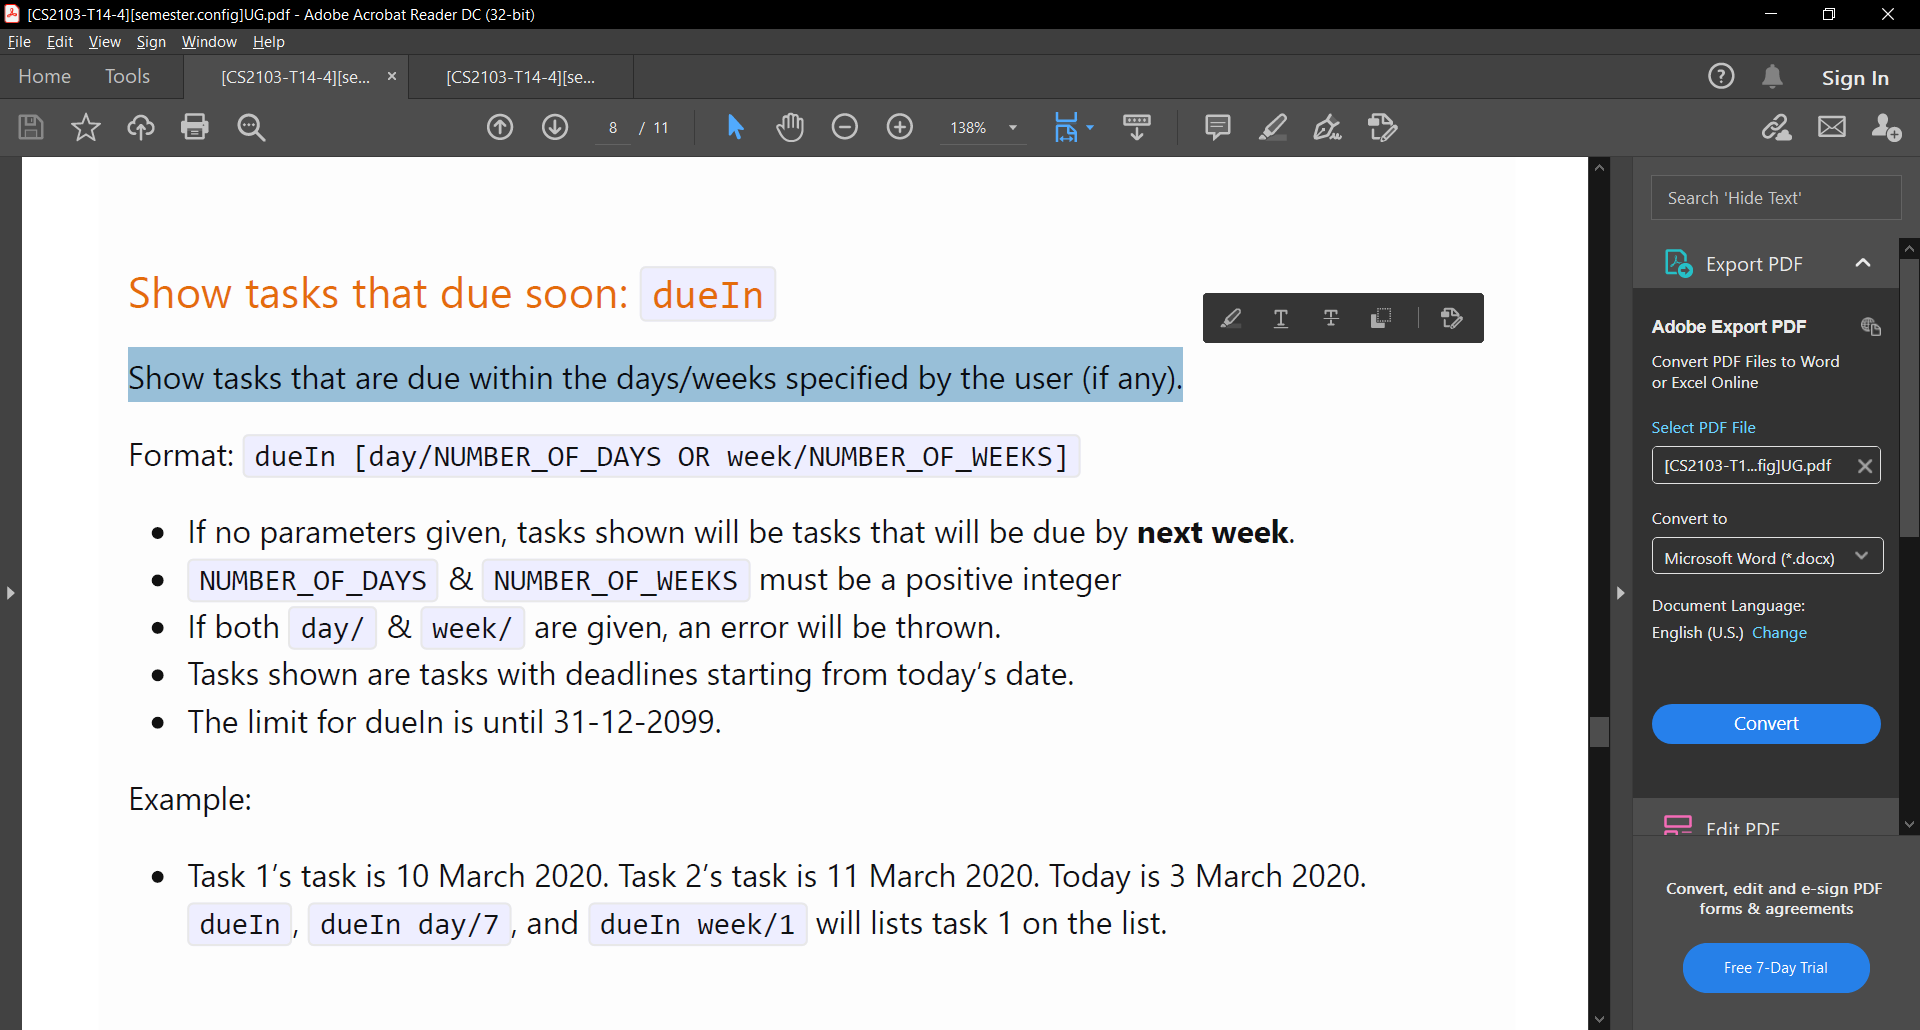 [CS2103-T14-4][semester.config]UG.pdf - Adobe Acrobat Reader DC (32-bit)
File Edit View Sign Window Help
Home Tools [CS2103-T14-4][se... × [CS2103-T14-4][se... Sign In
8 / 11 138%
Search 'Hide Text'
Export PDF
Adobe Export PDF
Convert PDF Files to Word
or Excel Online
Select PDF File
[CS2103-T1...fig]UG.pdf
Convert to
Microsoft Word (*.docx)
Document Language:
English (U.S.) Change
Convert
Edit PDF
Convert, edit and e-sign PDF
forms & agreements
Free 7-Day Trial
Show tasks that due soon: dueIn
Show tasks that are due within the days/weeks specified by the user (if any).
Format: dueIn [day/NUMBER_OF_DAYS OR week/NUMBER_OF_WEEKS]
• If no parameters given, tasks shown will be tasks that will be due by next week.
• NUMBER_OF_DAYS & NUMBER_OF_WEEKS must be a positive integer
• If both day/ & week/ are given, an error will be thrown.
• Tasks shown are tasks with deadlines starting from today's date.
• The limit for dueIn is until 31-12-2099.
Example:
• Task 1's task is 10 March 2020. Task 2's task is 11 March 2020. Today is 3 March 2020.
dueIn, dueIn day/7, and dueIn week/1 will lists task 1 on the list.